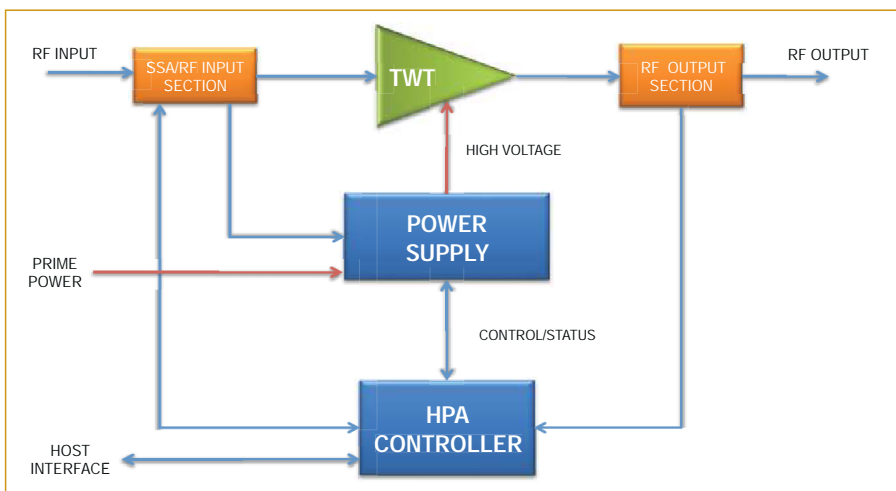 RF INPUT
SSA/RF INPUT
SECTION
TWT
RF OUTPUT
SECTION
RF OUTPUT
HIGH VOLTAGE
POWER
SUPPLY
PRIME
POWER
CONTROL/STATUS
HPA
CONTROLLER
HOST
INTERFACE